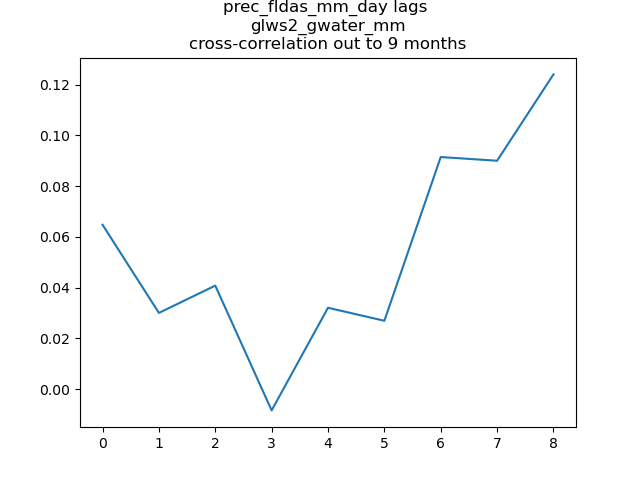 prec_fldas_mm_day lags
glws2_gwater_mm
cross-correlation out to 9 months
0.12
0.10
0.08
0.06
0.04
0.02
0.00
0 1 2 3 4 5 6 7 8